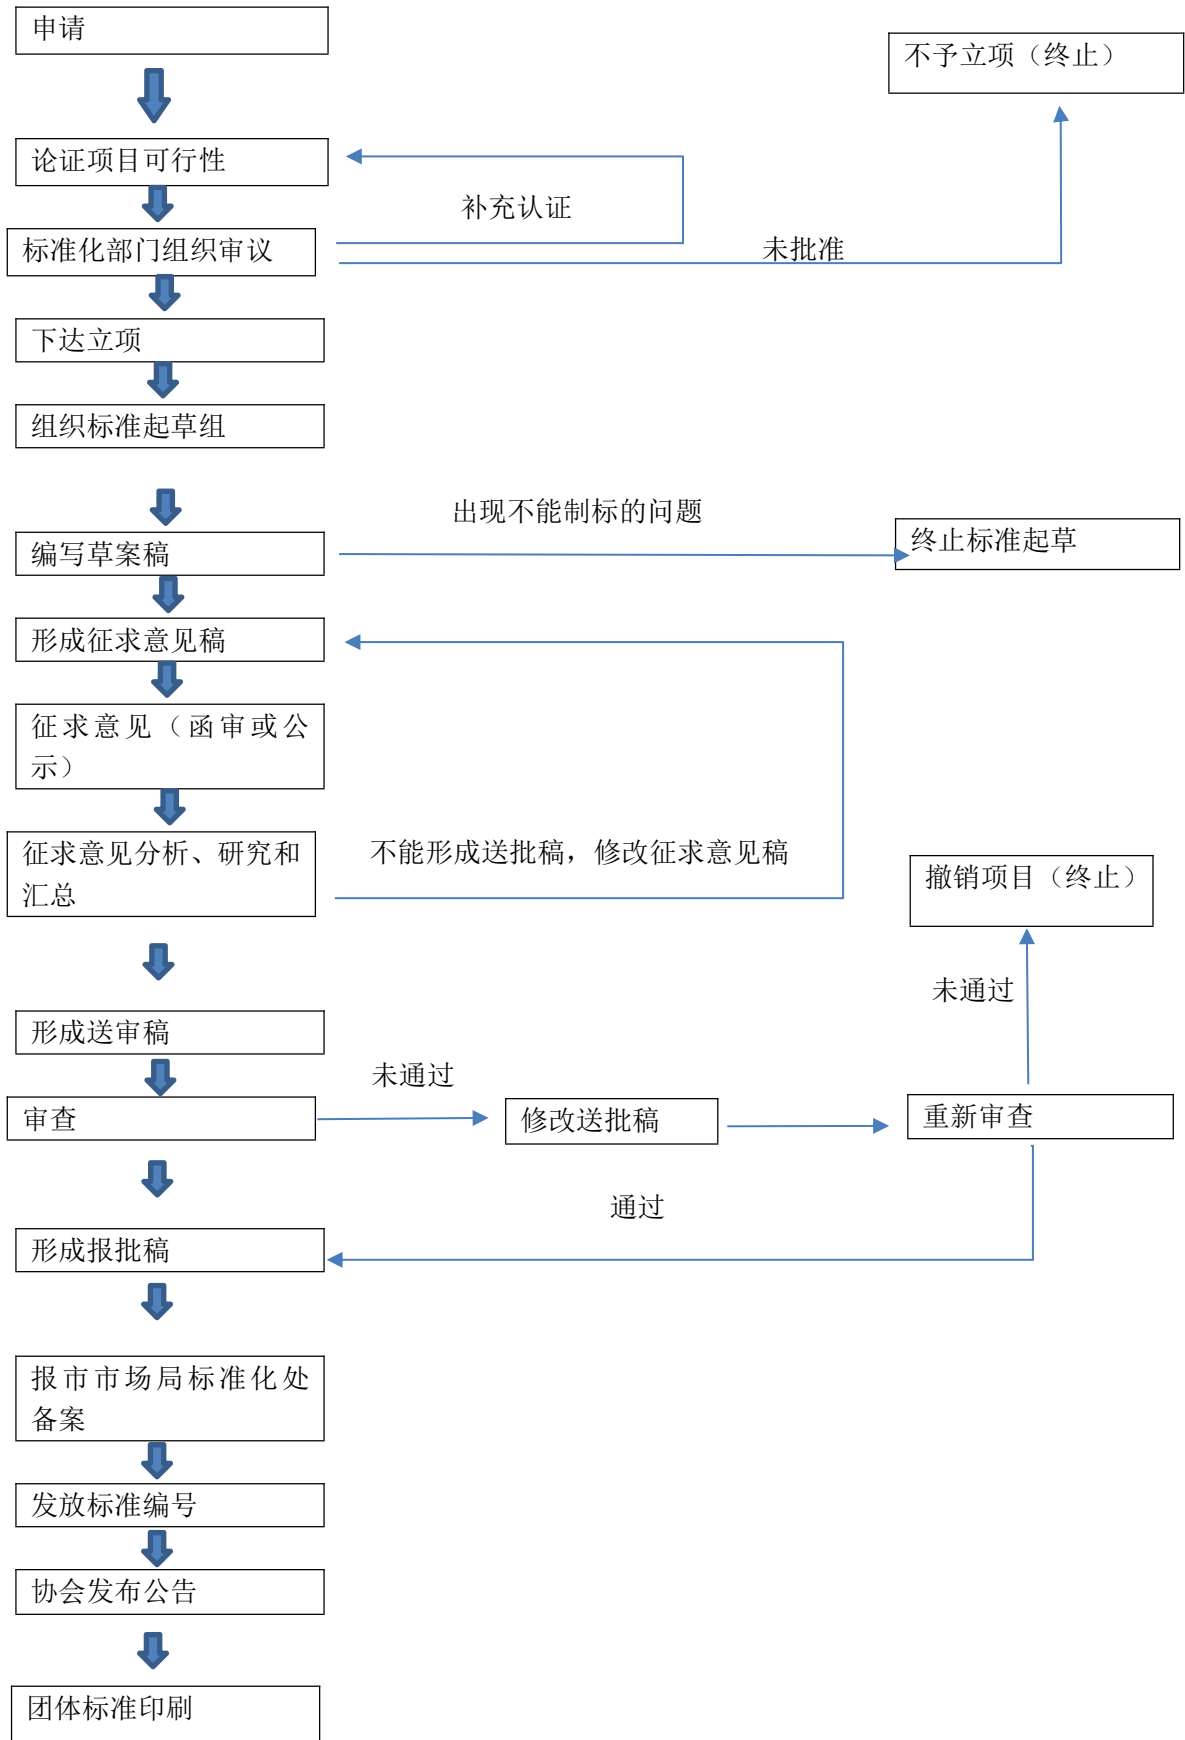 申请
不予立项（终止）
论证项目可行性
补充认证
标准化部门组织审议
未批准
下达立项
组织标准起草组
出现不能制标的问题
编写草案稿
终止标准起草
形成征求意见稿
征求意见（函审或公
示）
征求意见分析、研究和
汇总
不能形成送批稿，修改征求意见稿
撤销项目（终止）
未通过
形成送审稿
未通过
审查
修改送批稿
重新审查
通过
形成报批稿
报市市场局标准化处
备案
发放标准编号
协会发布公告
团体标准印刷